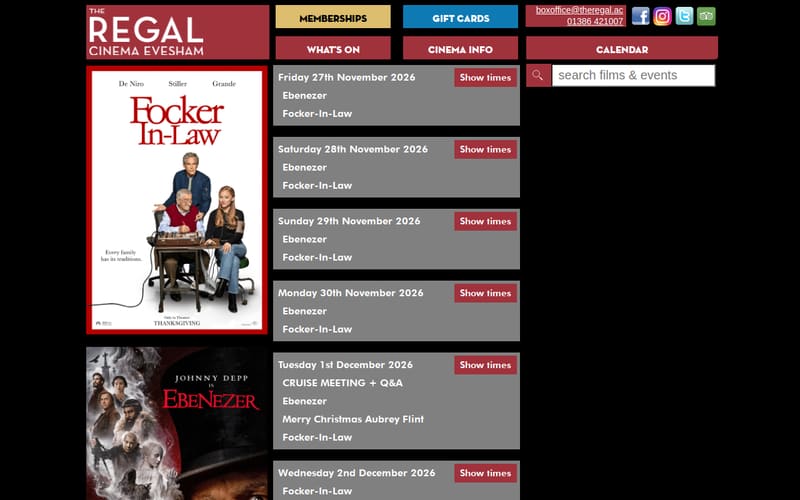 THE
REGAL
CINEMA EVESHAM
MEMBERSHIPS
GIFT CARDS
boxoffice@theregal.ac
01386 421007
WHAT'S ON
CINEMA INFO
CALENDAR
search films & events
De Niro Stiller Grande
Focker
In-Law
Every family
has its traditions.
Only in Theatres
THANKSGIVING
JOHNNY DEPP
IS
EBENEZER
Friday 27th November 2026
Show times
Ebenezer
Focker-In-Law
Saturday 28th November 2026
Show times
Ebenezer
Focker-In-Law
Sunday 29th November 2026
Show times
Ebenezer
Focker-In-Law
Monday 30th November 2026
Show times
Ebenezer
Focker-In-Law
Tuesday 1st December 2026
Show times
CRUISE MEETING + Q&A
Ebenezer
Merry Christmas Aubrey Flint
Focker-In-Law
Wednesday 2nd December 2026
Show times
Focker-In-Law